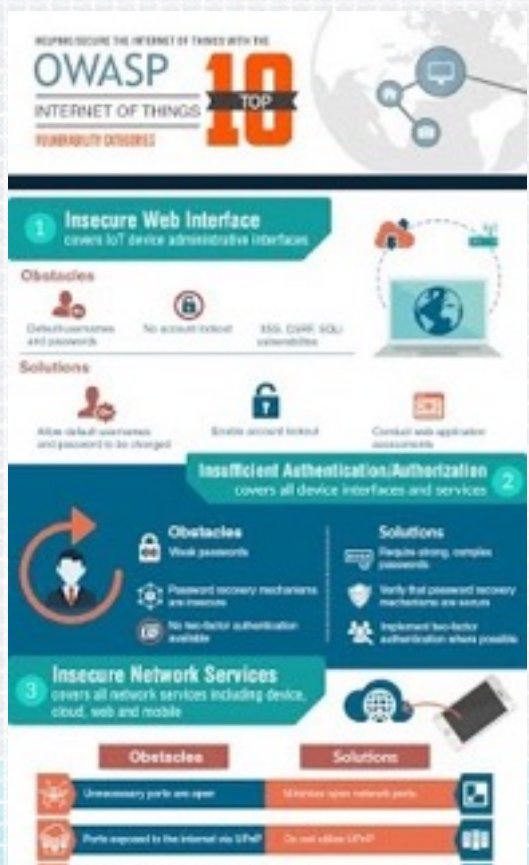 HELPING SECURE THE INTERNET OF THINGS WITH THE
OWASP
TOP 10
INTERNET OF THINGS
VULNERABILITY CATEGORIES
1
Insecure Web Interface
covers IoT device administrative interfaces
Obstacles
Default usernames
and passwords
No account lockout
XSS, CSRF, SQLi
vulnerabilities
Solutions
Allow default usernames
and password to be changed
Enable account lockout
Conduct web application
assessments
Insufficient Authentication/Authorization
covers all device interfaces and services
2
Obstacles
Weak passwords
Password recovery mechanisms
are insecure
No two-factor authentication
available
Solutions
Require strong, complex
passwords
Verify that password recovery
mechanisms are secure
Implement two-factor
authentication where possible
3
Insecure Network Services
covers all network services including device,
cloud, web and mobile
Obstacles
Solutions
Unnecessary ports are open
Minimize open network ports
Ports exposed to the internet via UPnP
Do not utilize UPnP